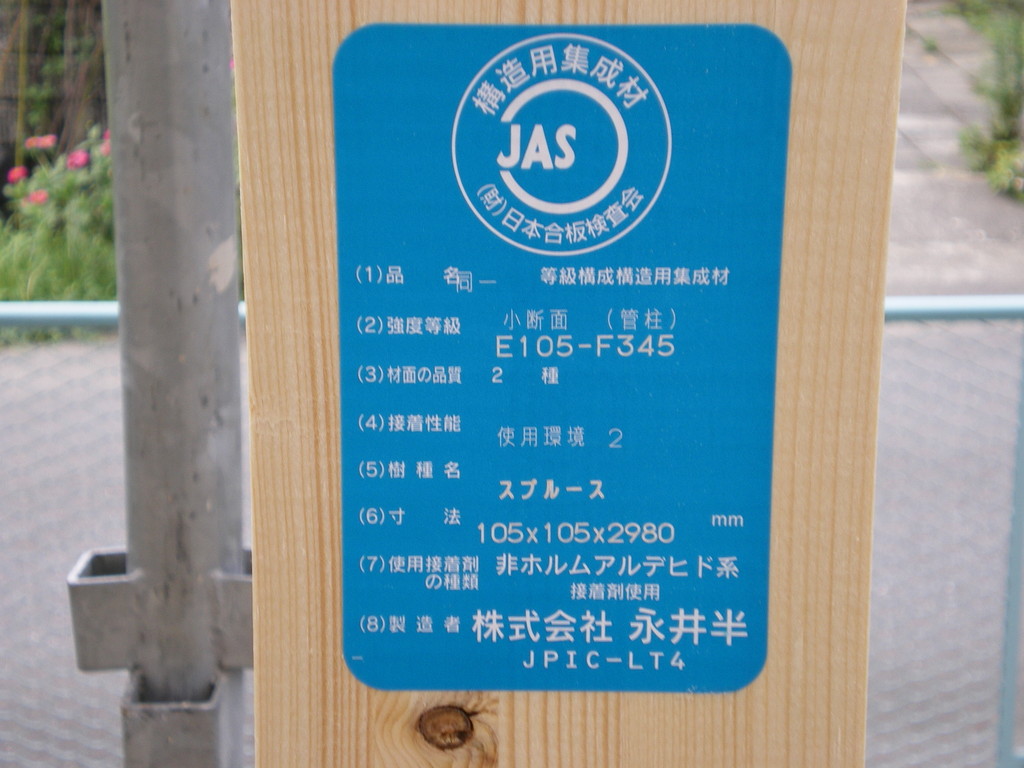 構造用集成材
JAS
(財)日本合板検査会
(1)品 名 同一 等級構成構造用集成材
(2)強度等級 小断面 (管柱)
E105-F345
(3)材面の品質 2 種
(4)接着性能 使用環境 2
(5)樹種名 スプルース
(6)寸 法 105x105x2980 mm
(7)使用接着剤の種類 非ホルムアルデヒド系
接着剤使用
(8)製造者 株式会社 永井半
JPIC-LT4